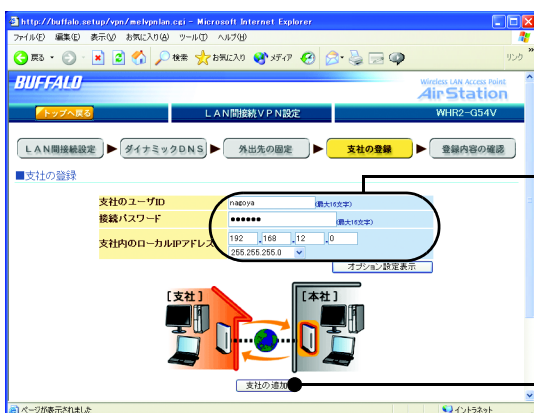 http://buffalo.setup/vpn/melvpnlan.cgi - Microsoft Internet Explorer
ファイル(F) 編集(E) 表示(V) お気に入り(A) ツール(T) ヘルプ(H)
戻る 検索 お気に入り メディア リンク »
BUFFALO
Wireless LAN Access Point
AirStation
トップへ戻る LAN間接続VPN設定 WHR2-G54V
LAN間接続設定 ダイナミックDNS 外出先の固定 支社の登録 登録内容の確認
■支社の登録
支社のユーザID nagoya (最大16文字)
接続パスワード ●●●●●● (最大16文字)
支社内のローカルIPアドレス 192 .168 .12 .0
255.255.255.0
オプション設定表示
[支社] [本社]
支社の追加
ページが表示されました イントラネット